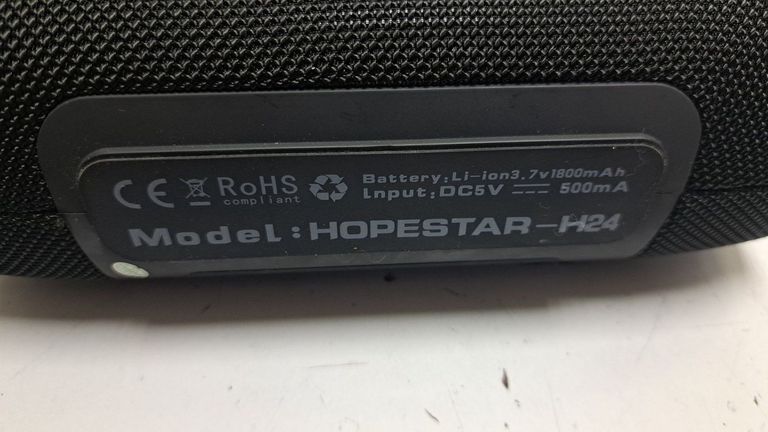 CE RoHS compliant
Battery:Li-ion3.7v1800mAh
Lnput:DC5V 500mA
Model:HOPESTAR-H24